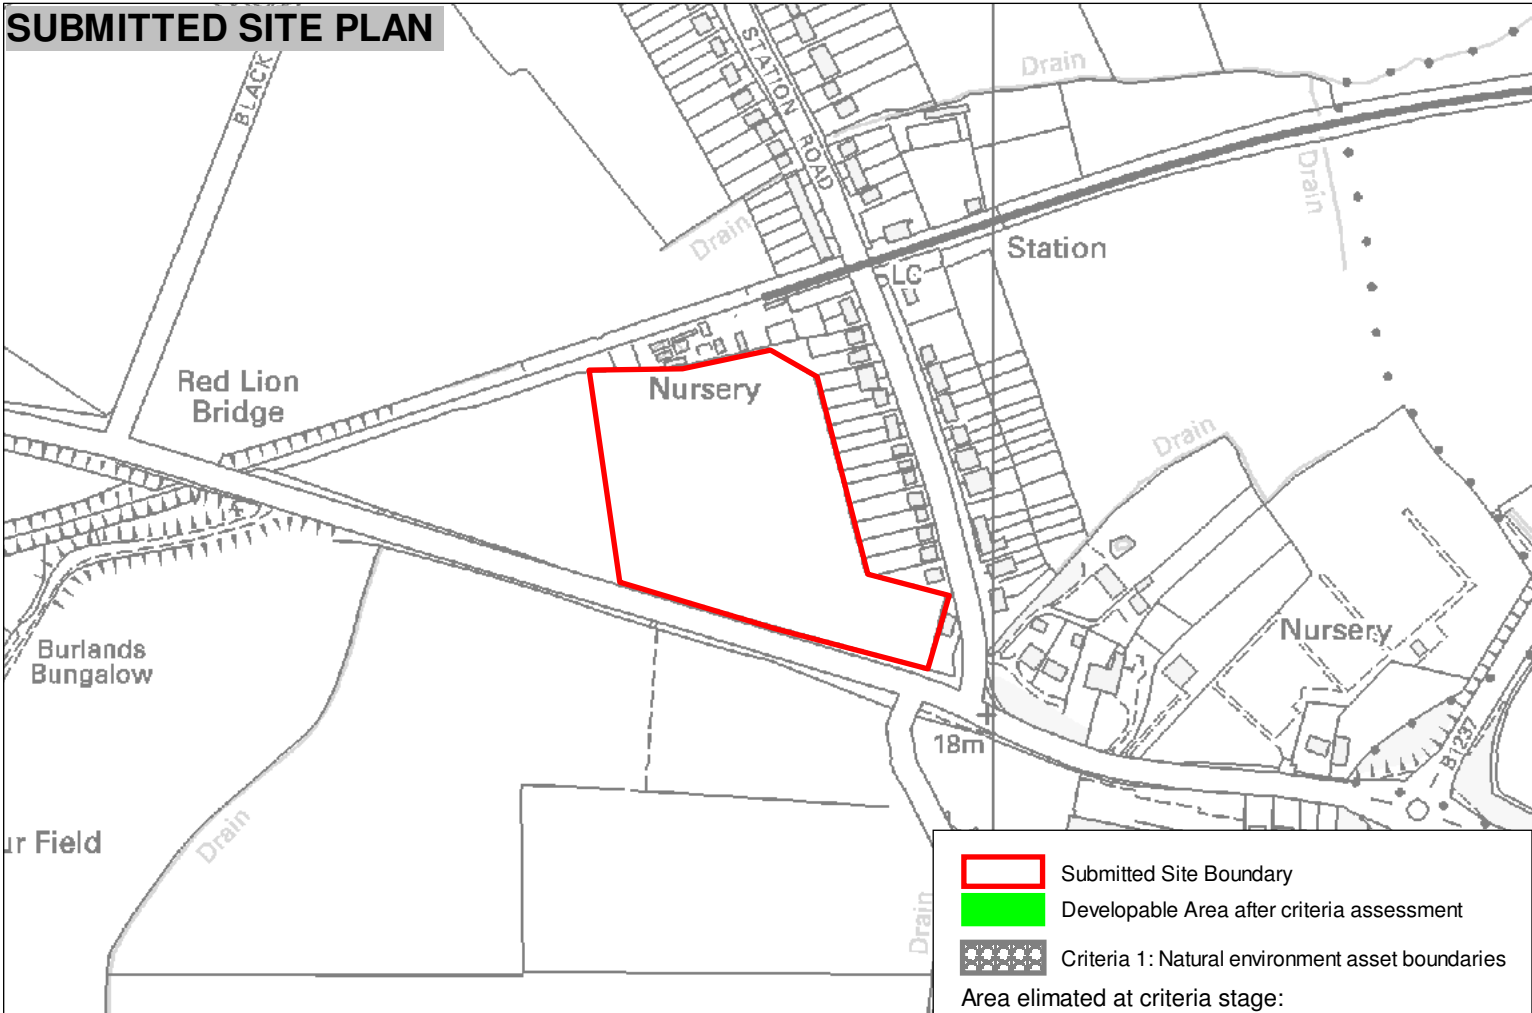 SUBMITTED SITE PLAN
BLACK
STATION ROAD
Drain
Drain
Drain
Station
LC
Red Lion
Bridge
Nursery
Drain
Burlands
Bungalow
Nursery
18m
B1237
Drain
ur Field
Drain
Submitted Site Boundary
Developable Area after criteria assessment
Criteria 1: Natural environment asset boundaries
Area elimated at criteria stage: